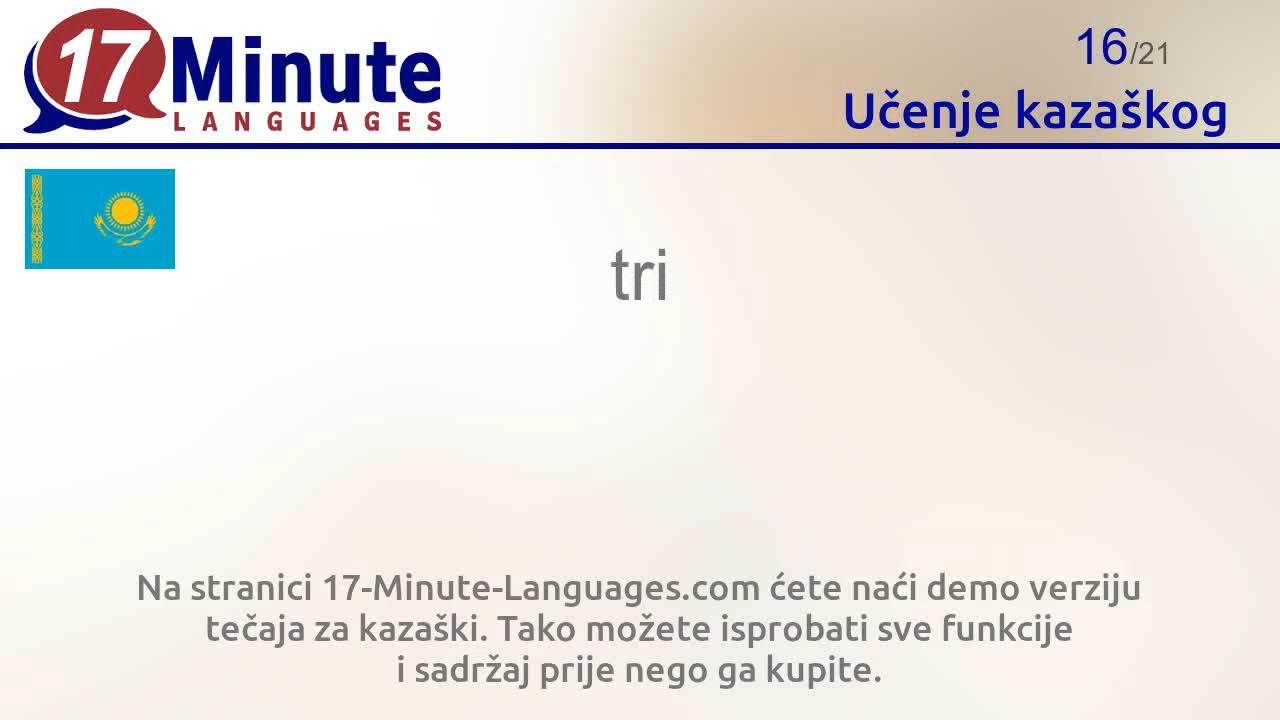 17 Minute
LANGUAGES
16/21
Učenje kazaškog
tri
Na stranici 17-Minute-Languages.com ćete naći demo verziju
tečaja za kazaški. Tako možete isprobati sve funkcije
i sadržaj prije nego ga kupite.